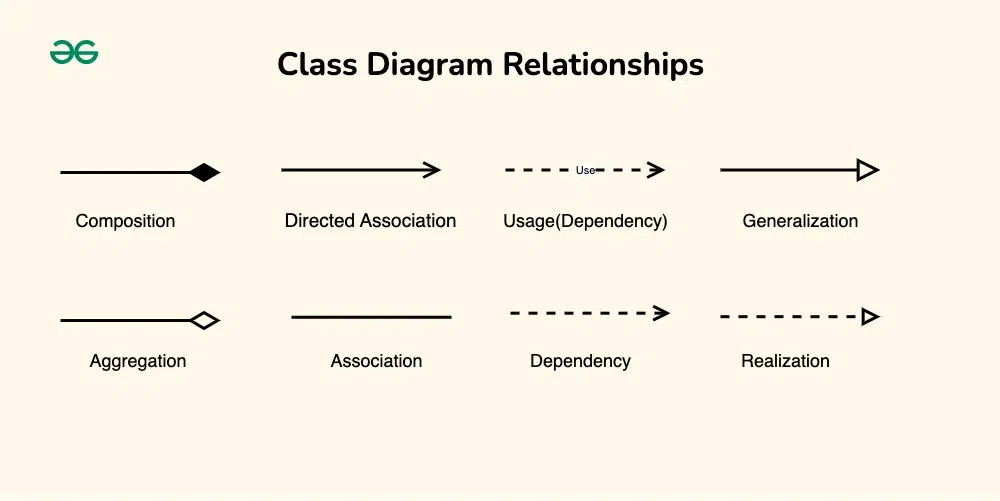 Class Diagram Relationships
Use
Composition
Directed Association
Usage(Dependency)
Generalization
Aggregation
Association
Dependency
Realization